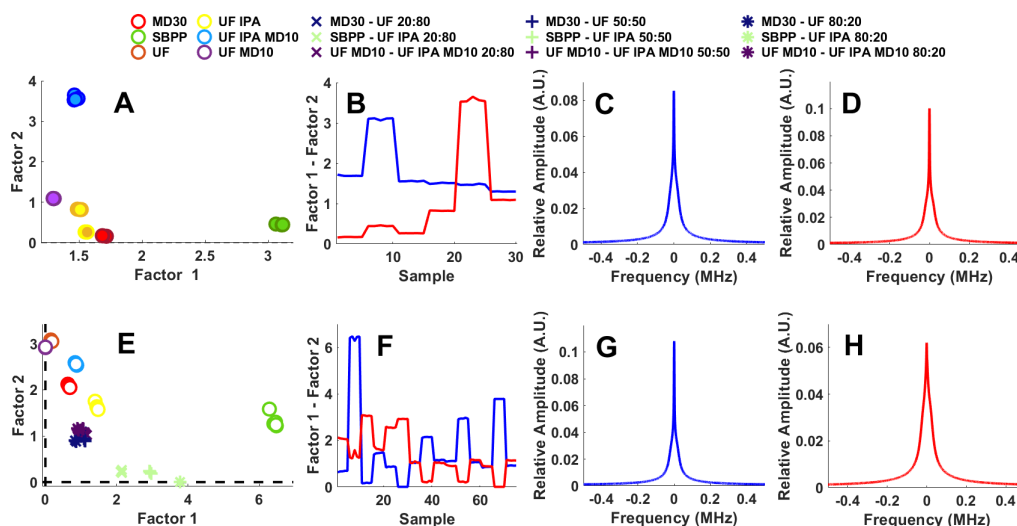 MD30 UF IPA MD30 - UF 20:80 MD30 - UF 50:50 MD30 - UF 80:20
SBPP UF IPA MD10 SBPP - UF IPA 20:80 SBPP - UF IPA 50:50 SBPP - UF IPA 80:20
UF UF MD10 UF MD10 - UF IPA MD10 20:80 UF MD10 - UF IPA MD10 50:50 UF MD10 - UF IPA MD10 80:20
A
Factor 2
4
3
2
1
0
1.5 2 2.5 3
Factor 1
B
Factor 1 - Factor 2
4
3
2
1
0
0 10 20 30
Sample
C
Relative Amplitude (A.U.)
0.08
0.06
0.04
0.02
0
-0.4 -0.2 0 0.2 0.4
Frequency (MHz)
D
Relative Amplitude (A.U.)
0.1
0.08
0.06
0.04
0.02
0
-0.4 -0.2 0 0.2 0.4
Frequency (MHz)
E
Factor 2
3
2
1
0
0 2 4 6
Factor 1
F
Factor 1 - Factor 2
6
4
2
0
20 40 60
Sample
G
Relative Amplitude (A.U.)
0.1
0.08
0.06
0.04
0.02
0
-0.4 -0.2 0 0.2 0.4
Frequency (MHz)
H
Relative Amplitude (A.U.)
0.06
0.04
0.02
0
-0.4 -0.2 0 0.2 0.4
Frequency (MHz)